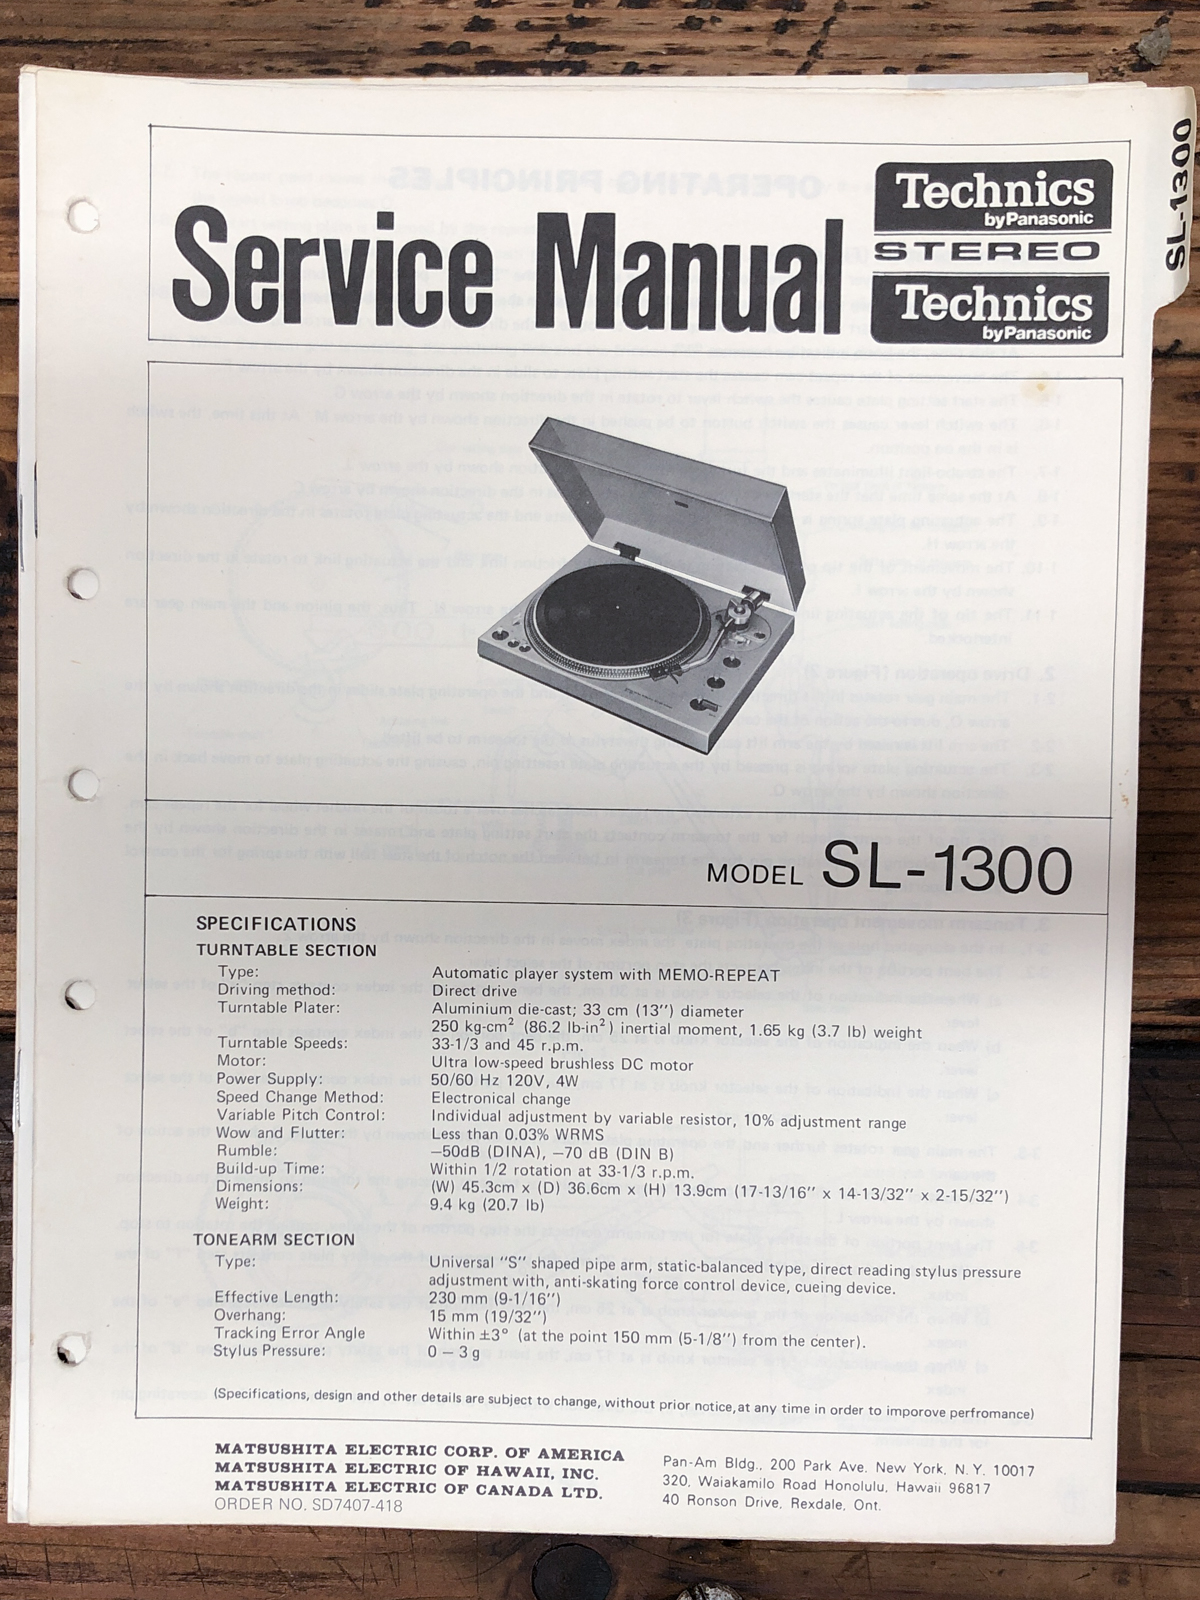 SL-1300
Technics
by Panasonic
STEREO
Technics
by Panasonic
Service Manual
MODEL SL-1300
SPECIFICATIONS
TURNTABLE SECTION
Type: Automatic player system with MEMO-REPEAT
Driving method: Direct drive
Turntable Plater: Aluminium die-cast; 33 cm (13") diameter
250 kg-cm² (86.2 lb-in²) inertial moment, 1.65 kg (3.7 lb) weight
Turntable Speeds: 33-1/3 and 45 r.p.m.
Motor: Ultra low-speed brushless DC motor
Power Supply: 50/60 Hz 120V, 4W
Speed Change Method: Electronical change
Variable Pitch Control: Individual adjustment by variable resistor, 10% adjustment range
Wow and Flutter: Less than 0.03% WRMS
Rumble: −50dB (DINA), −70 dB (DIN B)
Build-up Time: Within 1/2 rotation at 33-1/3 r.p.m.
Dimensions: (W) 45.3cm x (D) 36.6cm x (H) 13.9cm (17-13/16" x 14-13/32" x 2-15/32")
Weight: 9.4 kg (20.7 lb)
TONEARM SECTION
Type: Universal "S" shaped pipe arm, static-balanced type, direct reading stylus pressure
adjustment with, anti-skating force control device, cueing device.
Effective Length: 230 mm (9-1/16")
Overhang: 15 mm (19/32")
Tracking Error Angle Within ±3° (at the point 150 mm (5-1/8") from the center).
Stylus Pressure: 0 – 3 g
(Specifications, design and other details are subject to change, without prior notice, at any time in order to imporove perfromance)
MATSUSHITA ELECTRIC CORP. OF AMERICA Pan-Am Bldg., 200 Park Ave. New York, N. Y. 10017
MATSUSHITA ELECTRIC OF HAWAII, INC. 320, Waiakamilo Road Honolulu, Hawaii 96817
MATSUSHITA ELECTRIC OF CANADA LTD. 40 Ronson Drive, Rexdale, Ont.
ORDER NO. SD7407-418